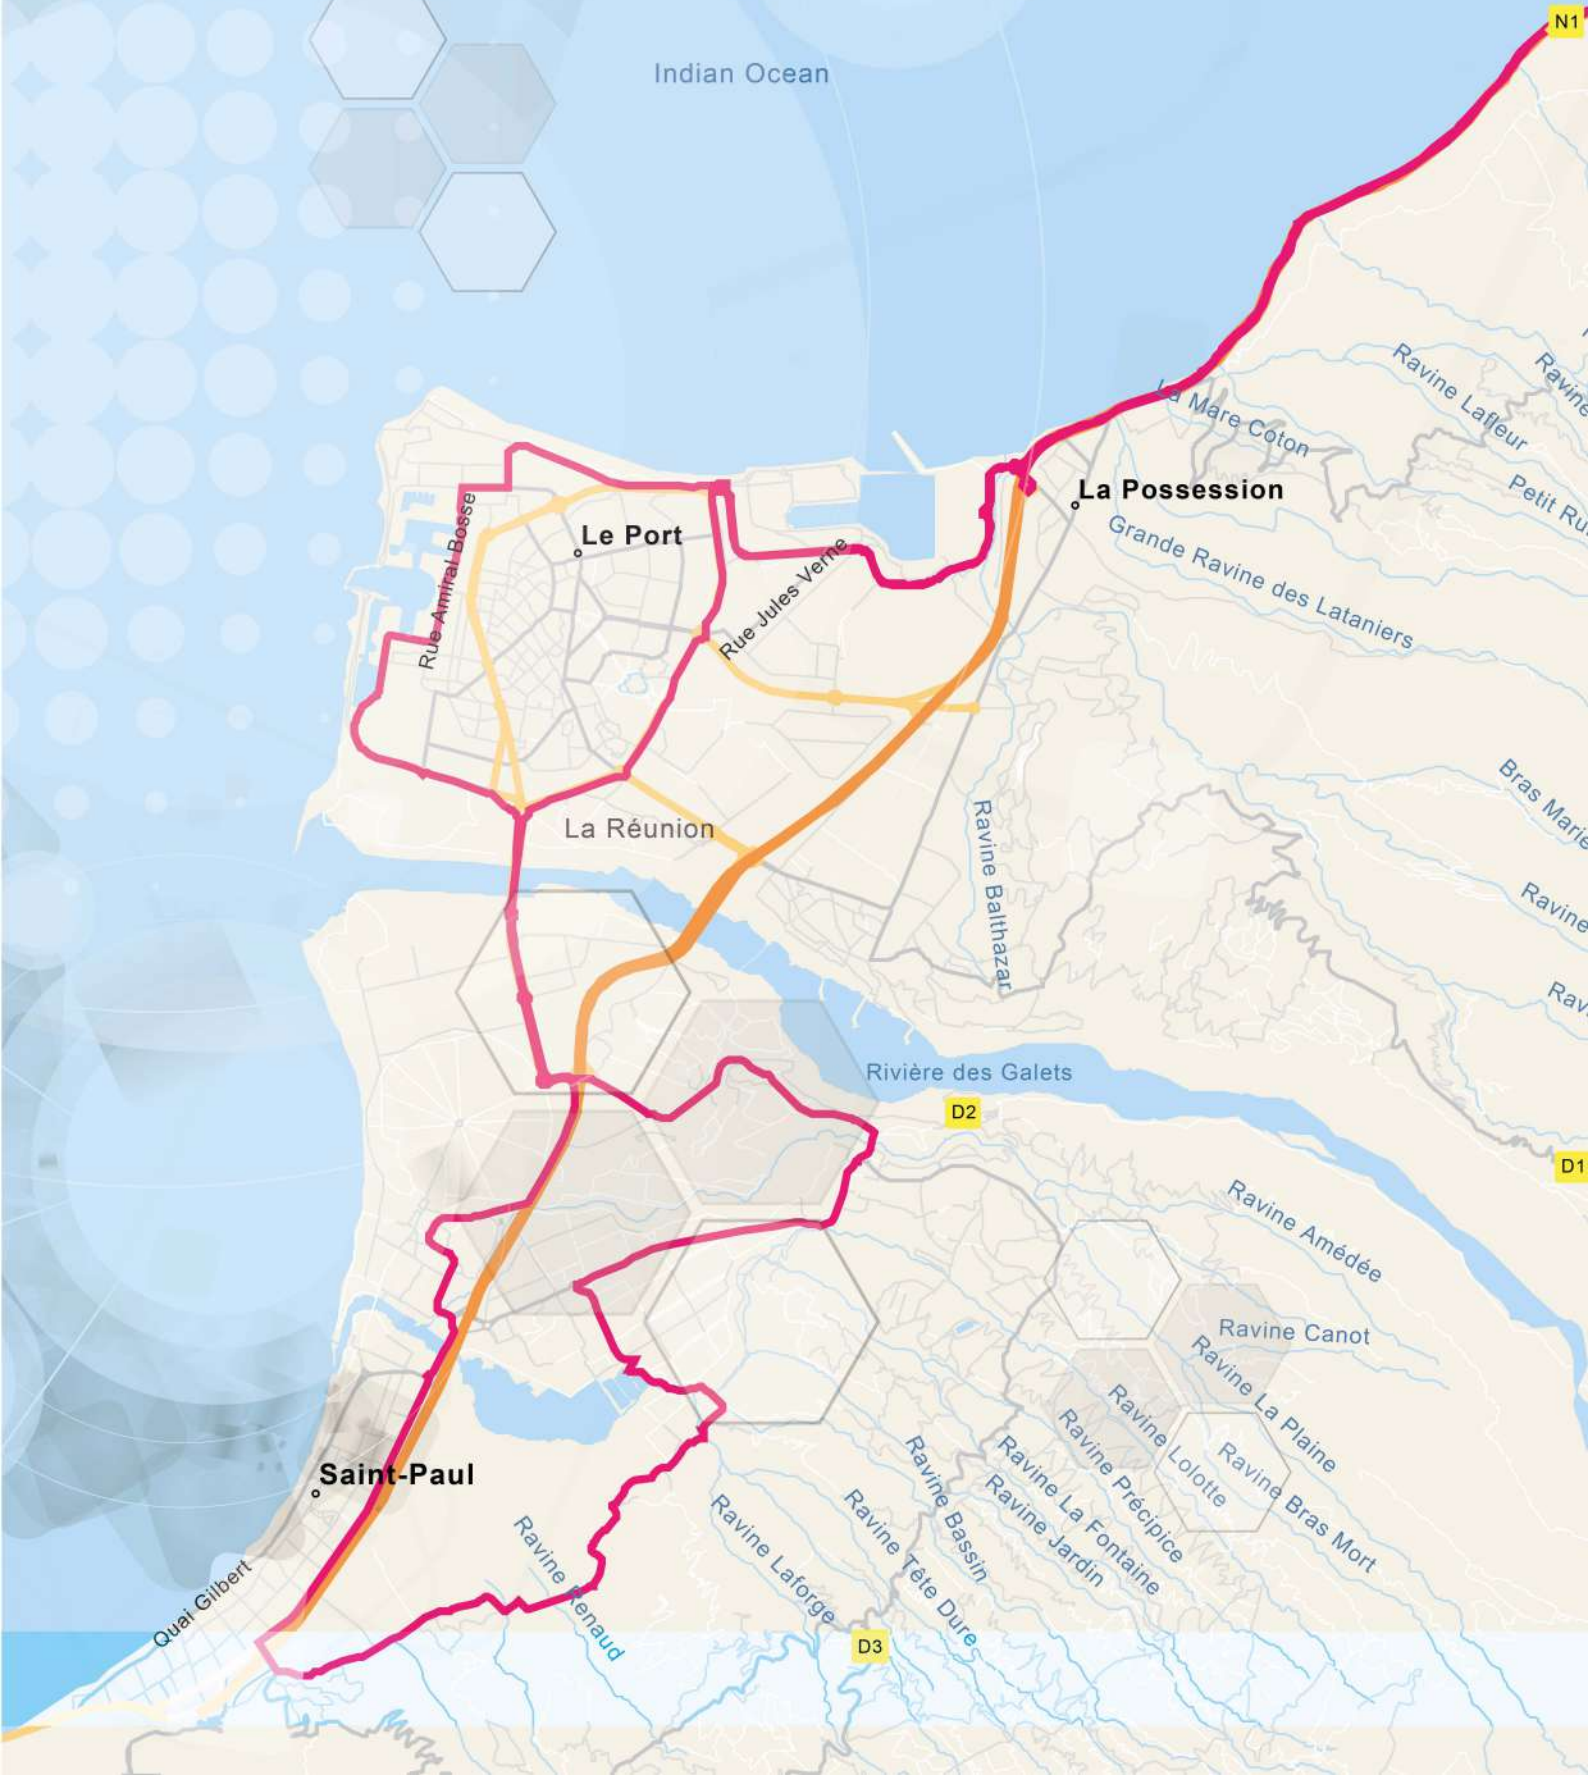 N1
Indian Ocean
Ravine Lafleur
Ravine
La Mare Coton
La Possession
Petit Ru
Le Port
Grande Ravine des Lataniers
Rue Amiral Bosse
Rue Jules Verne
Bras Marie
La Réunion
Ravine Balthazar
Ravine
Rav
Rivière des Galets
D2
D1
Ravine Amédée
Ravine Canot
Ravine La Plaine
Ravine Lolotte
Ravine Précipice
Ravine Bras Mort
Ravine La Fontaine
Ravine Jardin
Ravine Bassin
Saint-Paul
Ravine Tête Dure
Ravine Laforge
Ravine Renaud
Quai Gilbert
D3